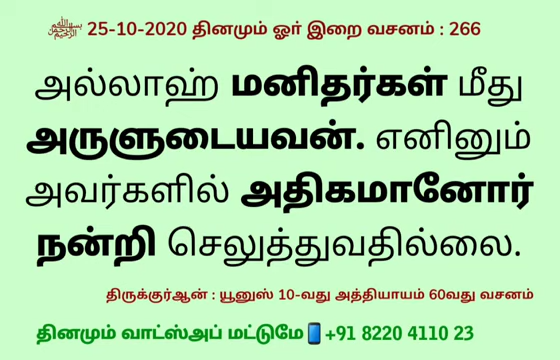 ﷽ 25-10-2020 தினமும் ஓர் இறை வசனம் : 266
அல்லாஹ் மனிதர்கள் மீது
அருளுடையவன். எனினும்
அவர்களில் அதிகமானோர்
நன்றி செலுத்துவதில்லை.
திருக்குர்ஆன் : யூனுஸ் 10-வது அத்தியாயம் 60வது வசனம்
தினமும் வாட்ஸ்அப் மட்டுமே📱+91 8220 4110 23